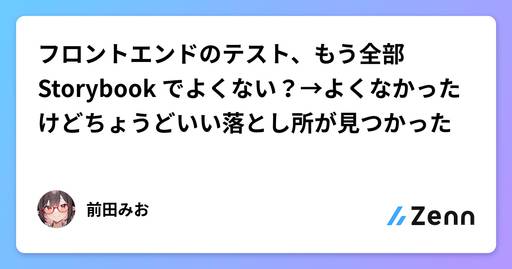 フロントエンドのテスト、もう全部
Storybook でよくない？→よくなかった
けどちょうどいい落とし所が見つかった
前田みお
Zenn